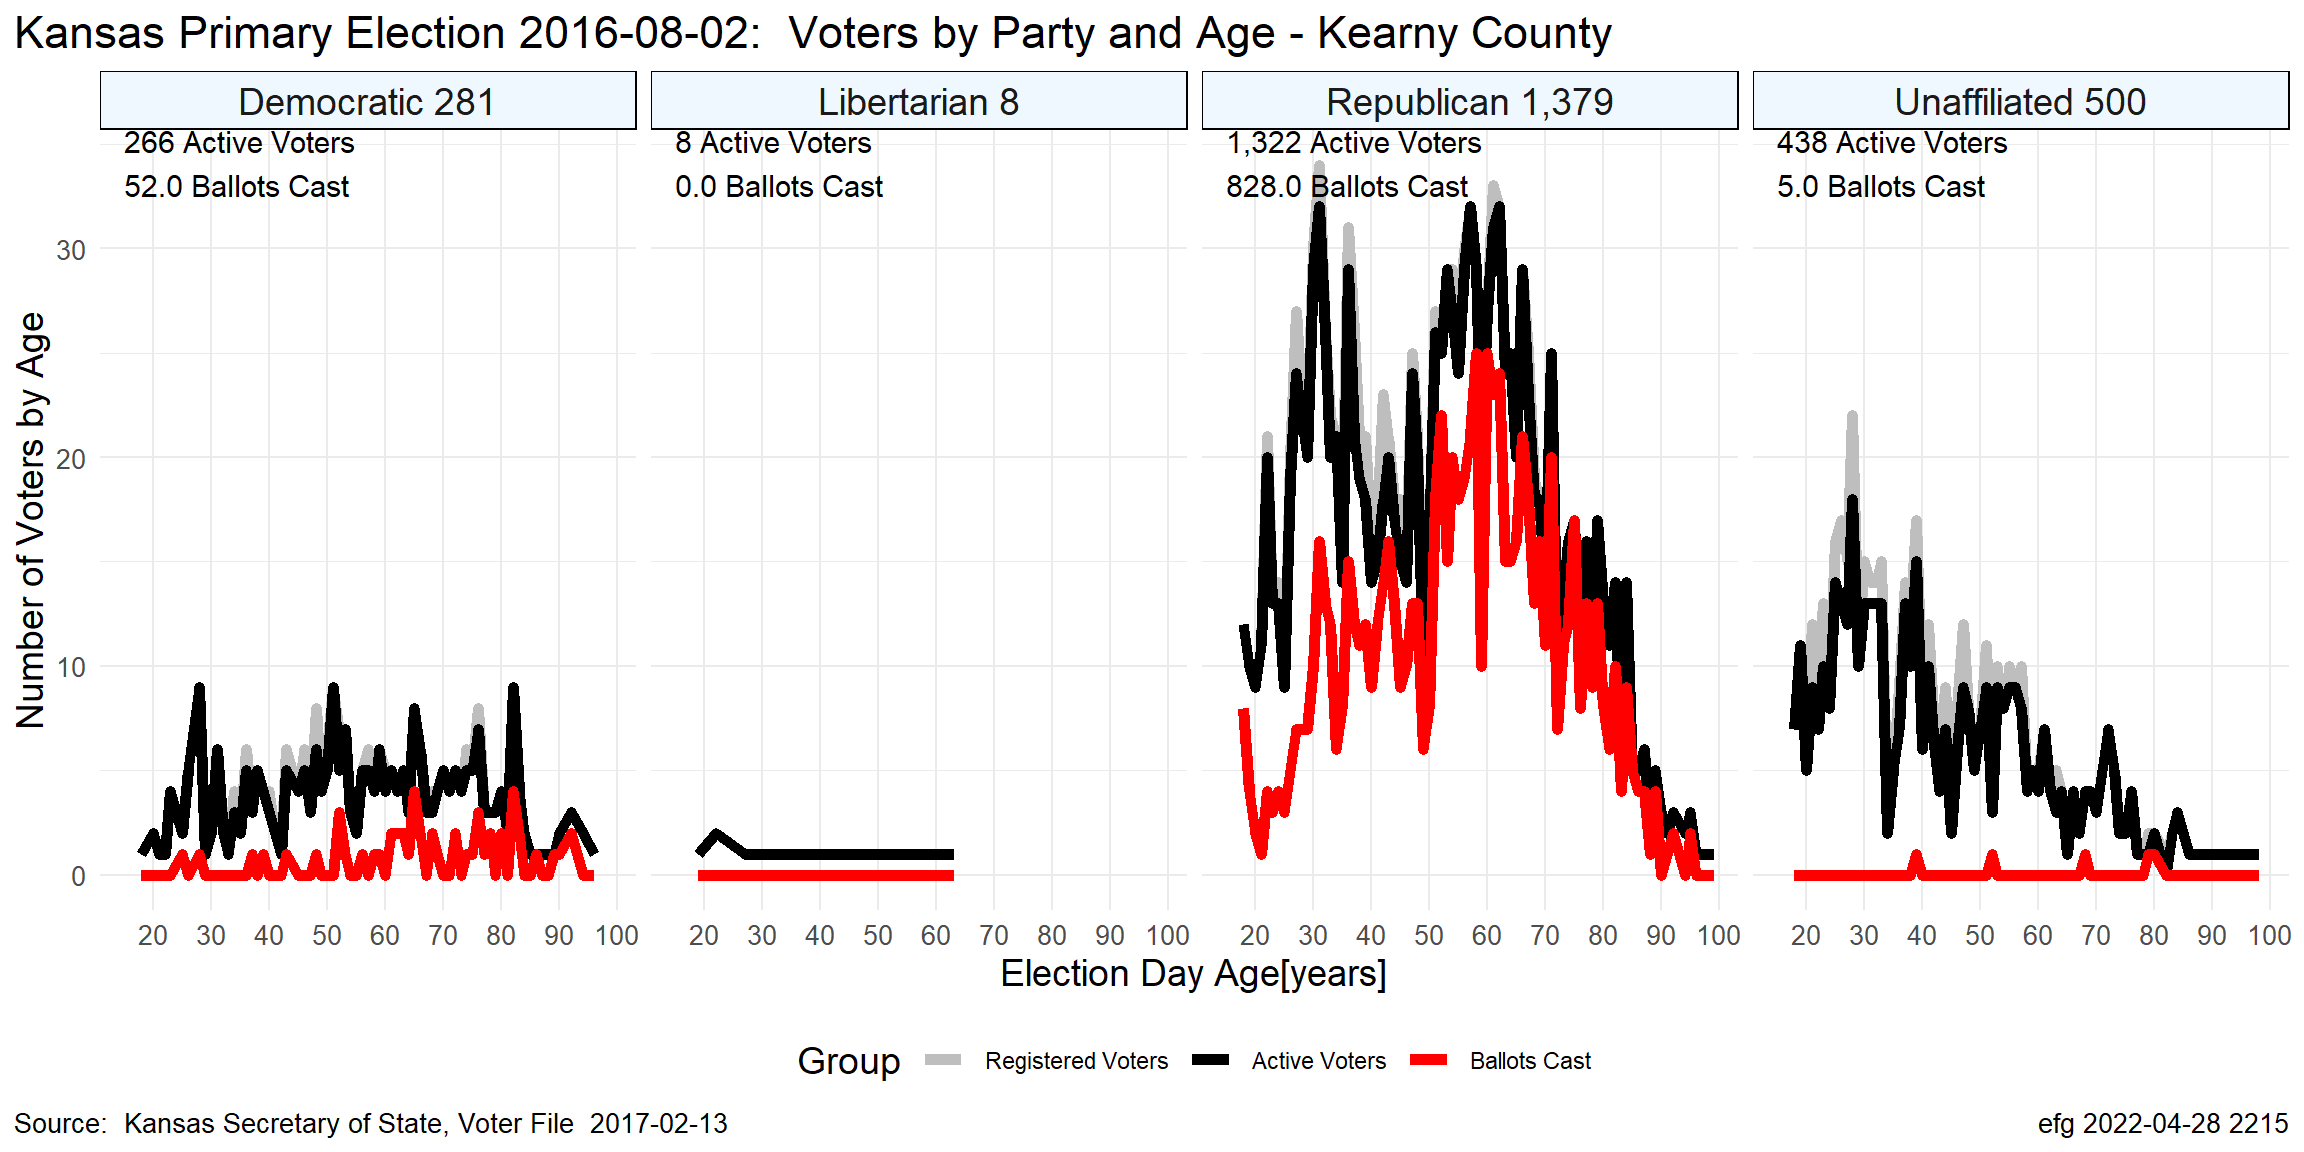 Kansas Primary Election 2016-08-02:  Voters by Party and Age - Kearny County
Democratic 281
Libertarian 8
Republican 1,379
Unaffiliated 500
266 Active Voters
52.0 Ballots Cast
8 Active Voters
0.0 Ballots Cast
1,322 Active Voters
828.0 Ballots Cast
438 Active Voters
5.0 Ballots Cast
Number of Voters by Age
30
20
10
0
20 30 40 50 60 70 80 90 100
20 30 40 50 60 70 80 90 100
20 30 40 50 60 70 80 90 100
20 30 40 50 60 70 80 90 100
Election Day Age[years]
Group Registered Voters Active Voters Ballots Cast
Source:  Kansas Secretary of State, Voter File  2017-02-13
efg 2022-04-28 2215